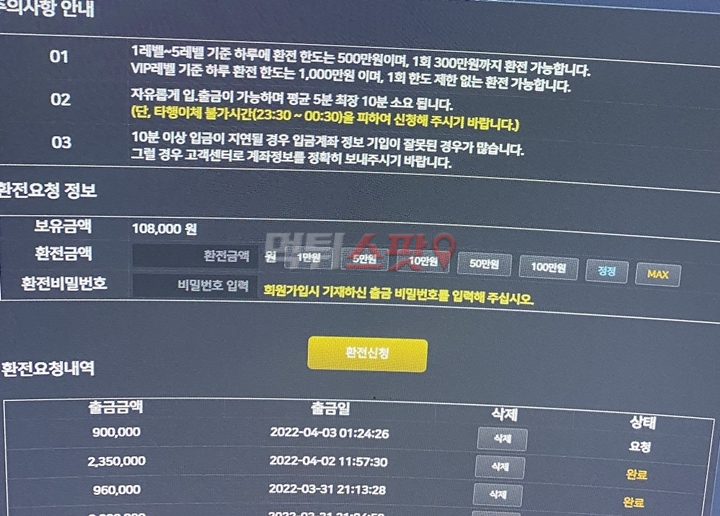 주의사항 안내
01
1레벨~5레벨 기준 하루에 환전 한도는 500만원이며, 1회 300만원까지 환전 가능합니다.
VIP레벨 기준 하루 환전 한도는 1,000만원 이며, 1회 한도 제한 없는 환전 가능합니다.
02
자유롭게 입.출금이 가능하며 평균 5분 최장 10분 소요 됩니다.
(단, 타행이체 불가시간(23:30 ~ 00:30)을 피하여 신청해 주시기 바랍니다.)
03
10분 이상 입금이 지연될 경우 입금계좌 정보 기입이 잘못된 경우가 많습니다.
그럴 경우 고객센터로 계좌정보를 정확히 보내주시기 바랍니다.
환전요청 정보
보유금액 108,000 원
환전금액 환전금액 원 1만원 5만원 10만원 50만원 100만원 정정 MAX
먹튀스팟
환전비밀번호 비밀번호 입력 회원가입시 기재하신 출금 비밀번호를 입력해 주십시오.
환전신청
환전요청내역
출금금액 출금일 삭제 상태
900,000 2022-04-03 01:24:26 삭제 요청
2,350,000 2022-04-02 11:57:30 삭제 완료
960,000 2022-03-31 21:13:28 삭제 완료